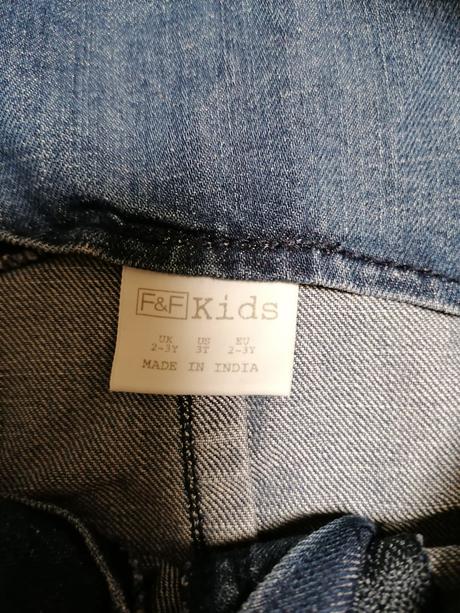 F&F Kids
UK US EU
2-3Y 3T 2-3Y
MADE IN INDIA